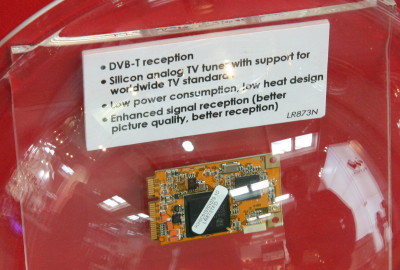 • DVB-T reception
• Silicon analog TV tuner with support for
worldwide TV standard
• Low power consumption, low heat design
• Enhanced signal reception (better
picture quality, better reception)
LR873N